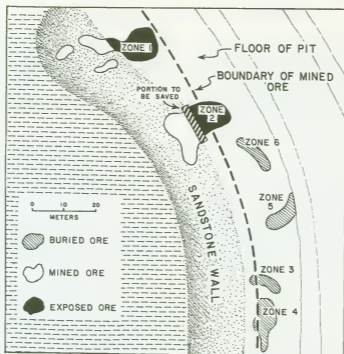 ZONE 1
FLOOR OF PIT
BOUNDARY OF MINED
ORE
PORTION TO
BE SAVED
ZONE
2
ZONE 6
ZONE
5
SANDSTONE WALL
0 10 20
METERS
BURIED ORE
MINED ORE
EXPOSED ORE
ZONE 3
ZONE 4